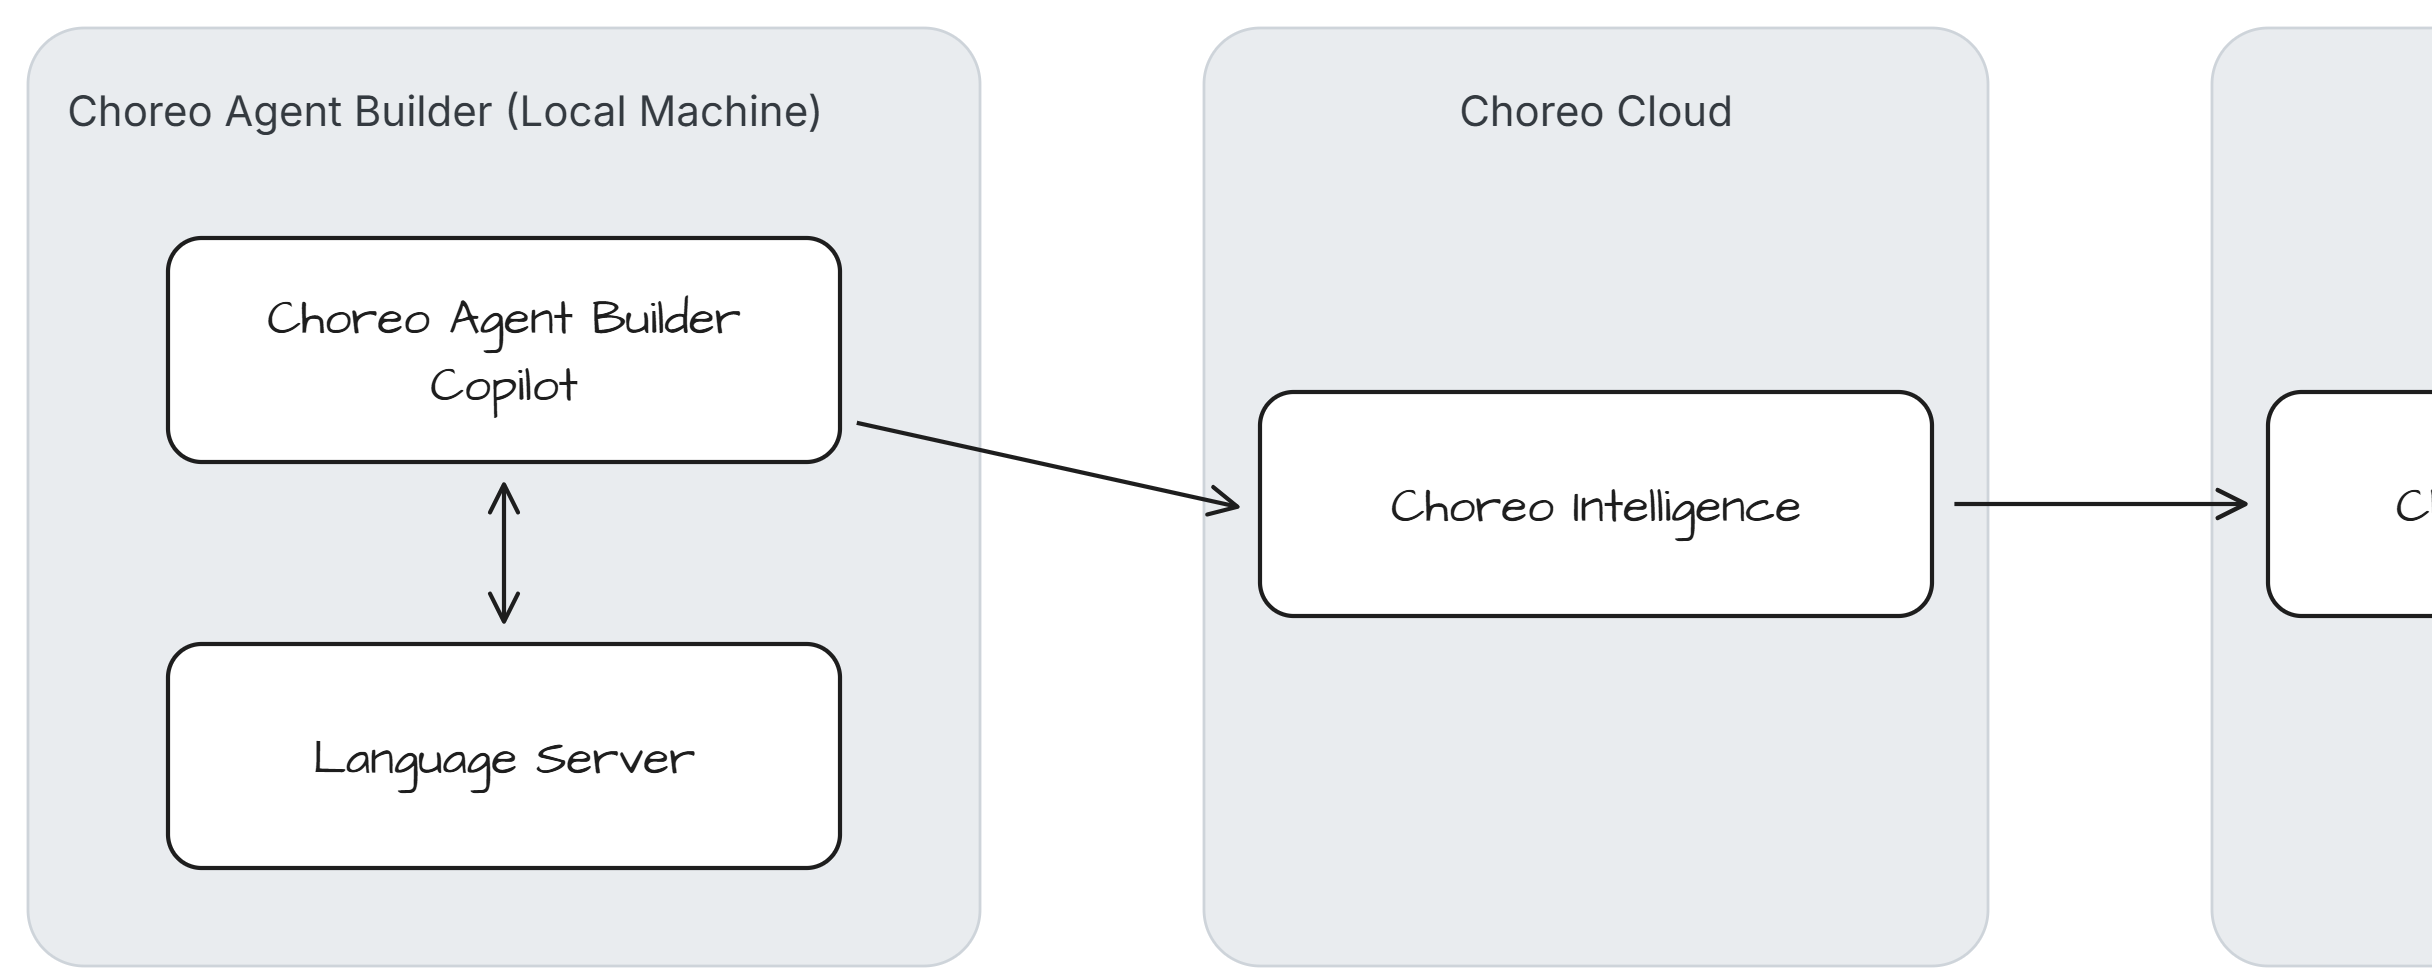 Choreo Agent Builder (Local Machine)
Choreo Agent Builder
Copilot
Language Server
Choreo Cloud
Choreo Intelligence